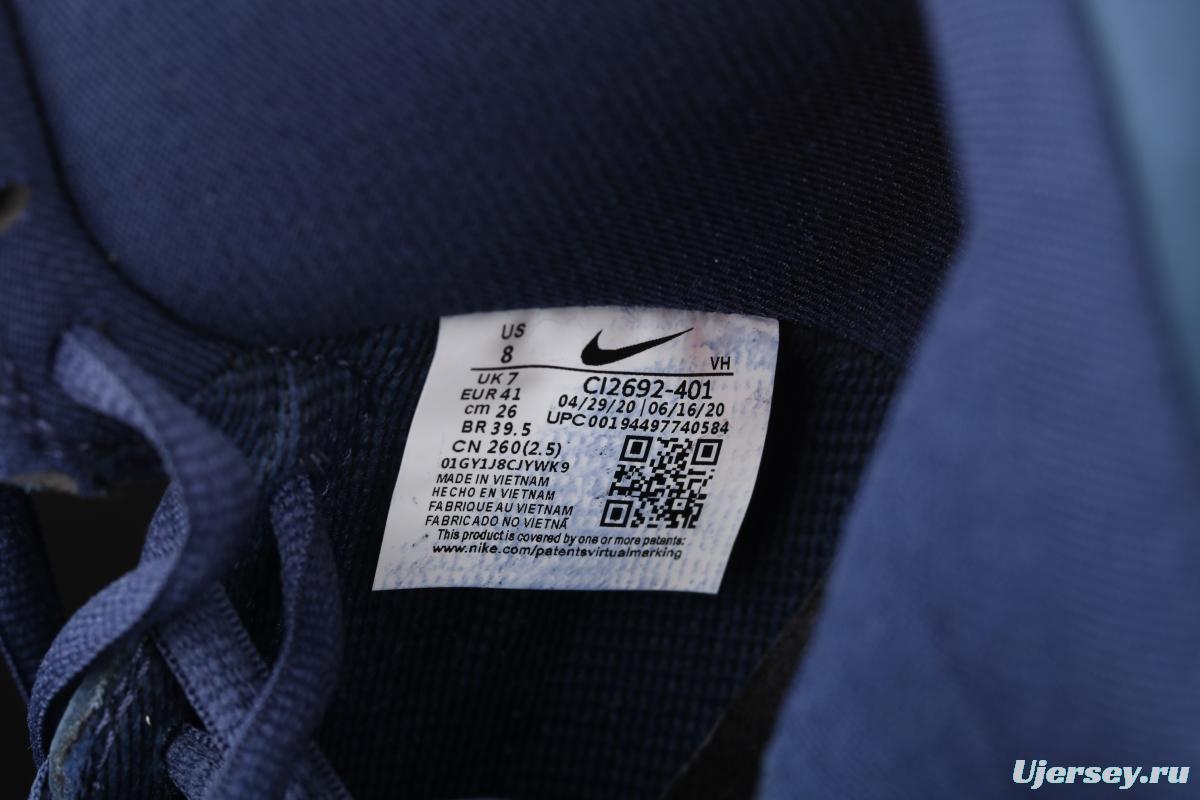 US
8
VH
UK 7
EUR 41
cm 26
BR 39.5
CN 260(2.5)
CI2692-401
04/29/20 | 06/16/20
UPC00194497740584
01GY1J8CJYWK9
MADE IN VIETNAM
HECHO EN VIETNAM
FABRIQUE AU VIETNAM
FABRICADO NO VIETNÃ
This product is covered by one or more patents:
www.nike.com/patentsvirtualmarking
Ujersey.ru